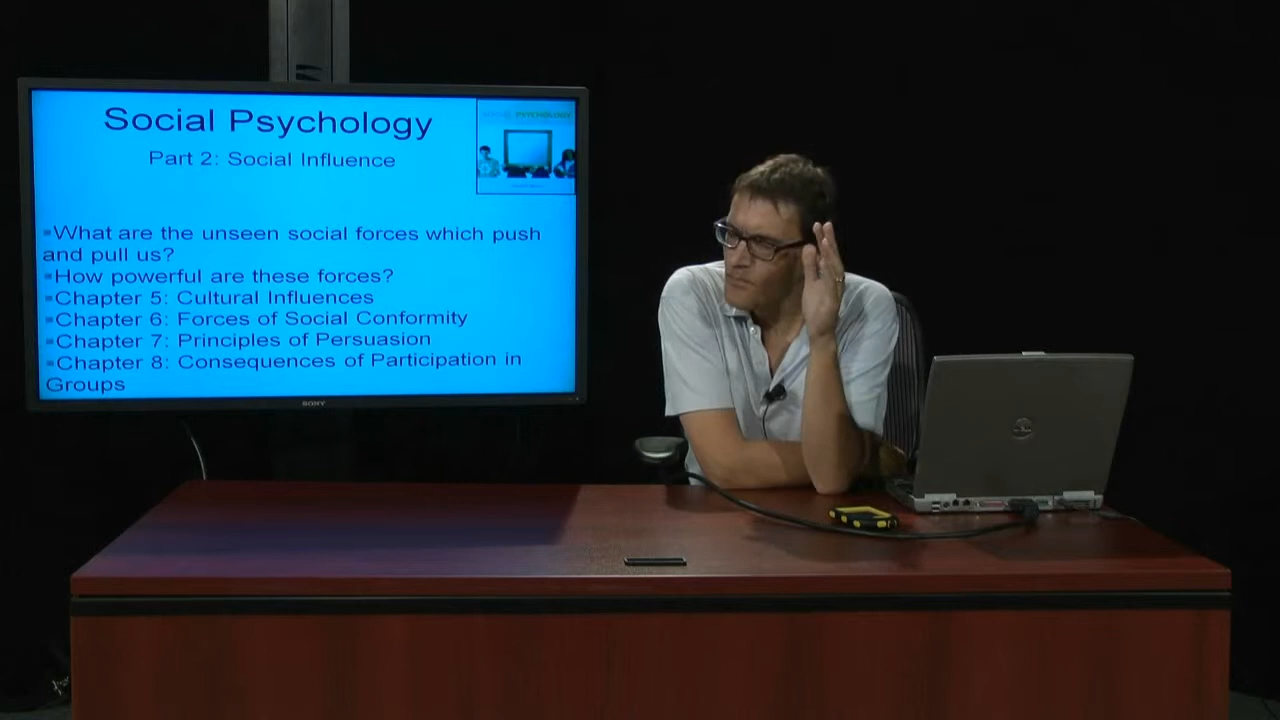 Social Psychology
Part 2: Social Influence
SOCIAL PSYCHOLOGY
▪What are the unseen social forces which push
and pull us?
▪How powerful are these forces?
▪Chapter 5: Cultural Influences
▪Chapter 6: Forces of Social Conformity
▪Chapter 7: Principles of Persuasion
▪Chapter 8: Consequences of Participation in
Groups
SONY